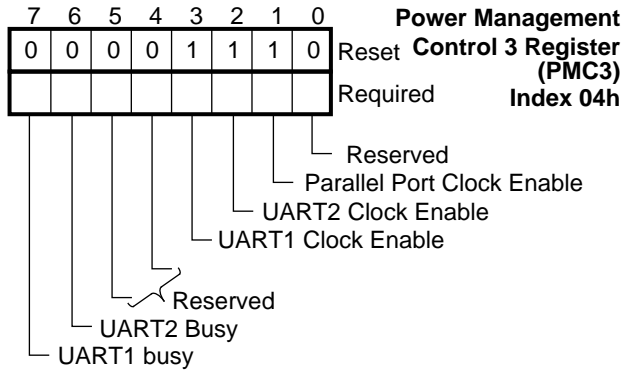 7 6 5 4 3 2 1 0
Power Management
0 0 0 0 1 1 1 0 Reset
Control 3 Register
(PMC3)
Required
Index 04h
Reserved
Parallel Port Clock Enable
UART2 Clock Enable
UART1 Clock Enable
Reserved
UART2 Busy
UART1 busy